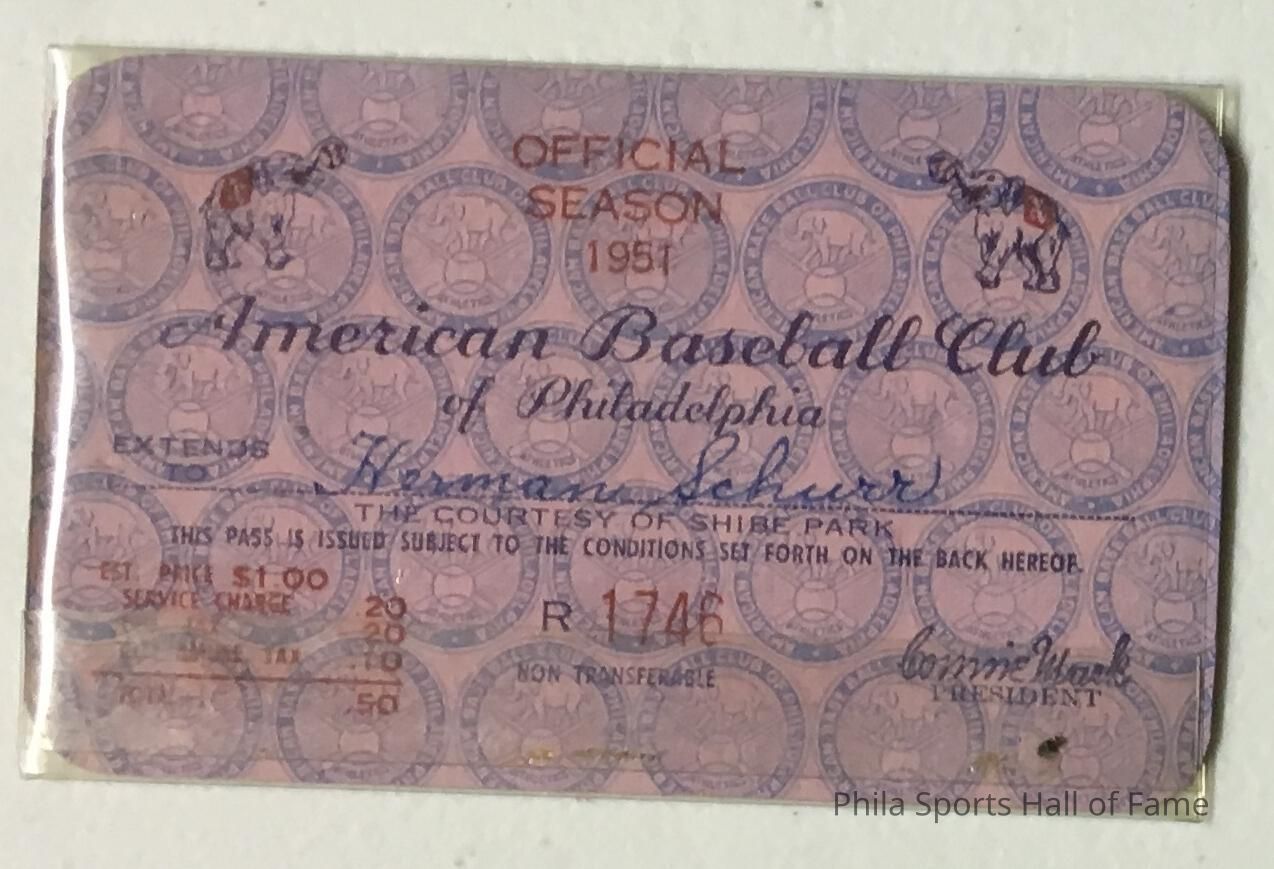 OFFICIAL
SEASON
1951
American Baseball Club
of Philadelphia
EXTENDS
TO
Herman Schurr
THE COURTESY OF SHIBE PARK
THIS PASS IS ISSUED SUBJECT TO THE CONDITIONS SET FORTH ON THE BACK HEREOF.
EST. PRICE $1.00
SERVICE CHARGE .20
.20
TAX .10
TOTAL .50
R 1746
NON TRANSFERABLE
Connie Mack
PRESIDENT
Phila Sports Hall of Fame